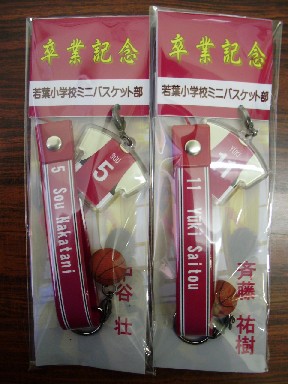 卒業記念
若葉小学校ミニバスケット部
SOU
5
5 Sou Nakatani
谷 壮
卒業記念
若葉小学校ミニバスケット部
11 Yuki Saitou
斉藤 祐樹